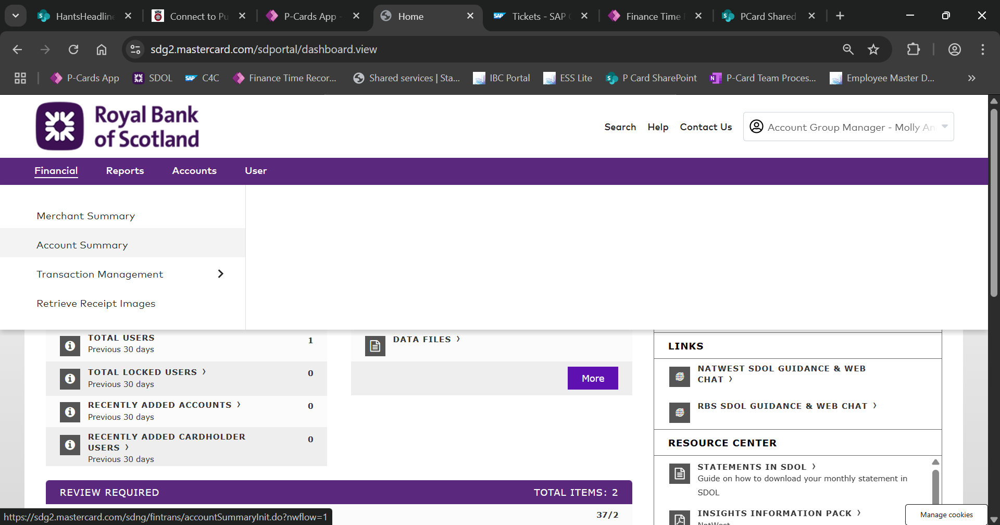 HantsHeadline
Connect to Pu
P-Cards App -
Home
Tickets - SAP
Finance Time
PCard Shared
sdg2.mastercard.com/sdportal/dashboard.view
P-Cards App
SDOL
SAP C4C
Finance Time Recor...
Shared services | Sta...
IBC Portal
ESS Lite
P Card SharePoint
P-Card Team Proces...
Employee Master D...
Royal Bank
of Scotland
Search
Help
Contact Us
Account Group Manager - Molly An
Financial
Reports
Accounts
User
Merchant Summary
Account Summary
Transaction Management
Retrieve Receipt Images
TOTAL USERS
1
Previous 30 days
TOTAL LOCKED USERS ›
0
Previous 30 days
RECENTLY ADDED ACCOUNTS ›
0
Previous 30 days
RECENTLY ADDED CARDHOLDER
USERS ›
0
Previous 30 days
DATA FILES ›
More
LINKS
NATWEST SDOL GUIDANCE & WEB
CHAT ›
RBS SDOL GUIDANCE & WEB CHAT ›
RESOURCE CENTER
STATEMENTS IN SDOL ›
Guide on how to download your monthly statement in
SDOL
INSIGHTS INFORMATION PACK ›
NatWest
REVIEW REQUIRED
TOTAL ITEMS: 2
37/2
Manage cookies
https://sdg2.mastercard.com/sdng/fintrans/accountSummaryInit.do?nwflow=1